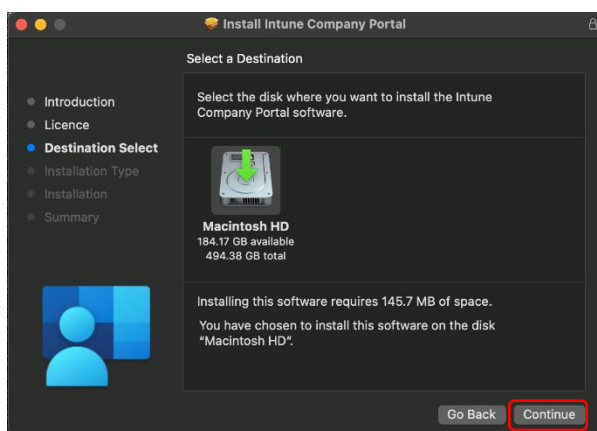 Install Intune Company Portal
Select a Destination
Introduction
Licence
Destination Select
Installation Type
Installation
Summary
Select the disk where you want to install the Intune
Company Portal software.
Macintosh HD
184.17 GB available
494.38 GB total
Installing this software requires 145.7 MB of space.
You have chosen to install this software on the disk
“Macintosh HD”.
Go Back
Continue